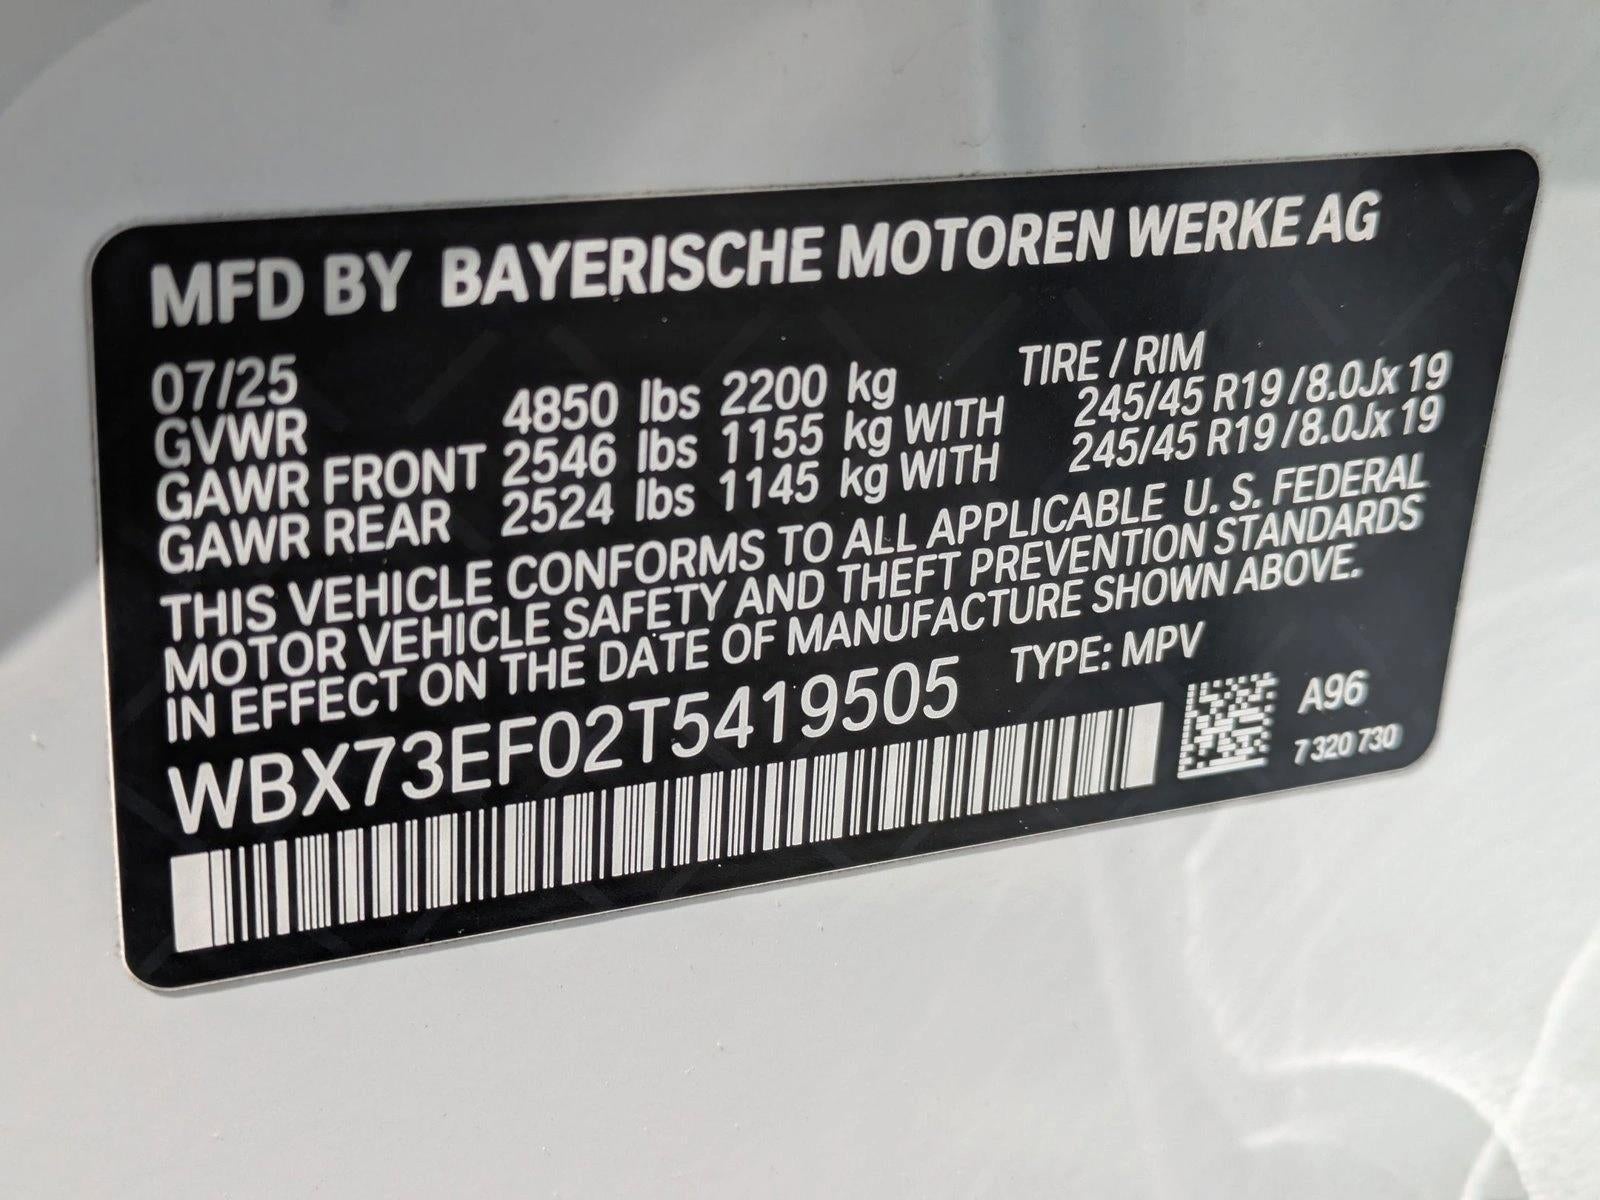 MFD BY BAYERISCHE MOTOREN WERKE AG
07/25 TIRE / RIM
GVWR 4850 lbs 2200 kg
GAWR FRONT 2546 lbs 1155 kg WITH 245/45 R19 /8.0Jx 19
GAWR REAR 2524 lbs 1145 kg WITH 245/45 R19 /8.0Jx 19
THIS VEHICLE CONFORMS TO ALL APPLICABLE U. S. FEDERAL
MOTOR VEHICLE SAFETY AND THEFT PREVENTION STANDARDS
IN EFFECT ON THE DATE OF MANUFACTURE SHOWN ABOVE.
WBX73EF02T5419505 TYPE: MPV
A96
7 320 730